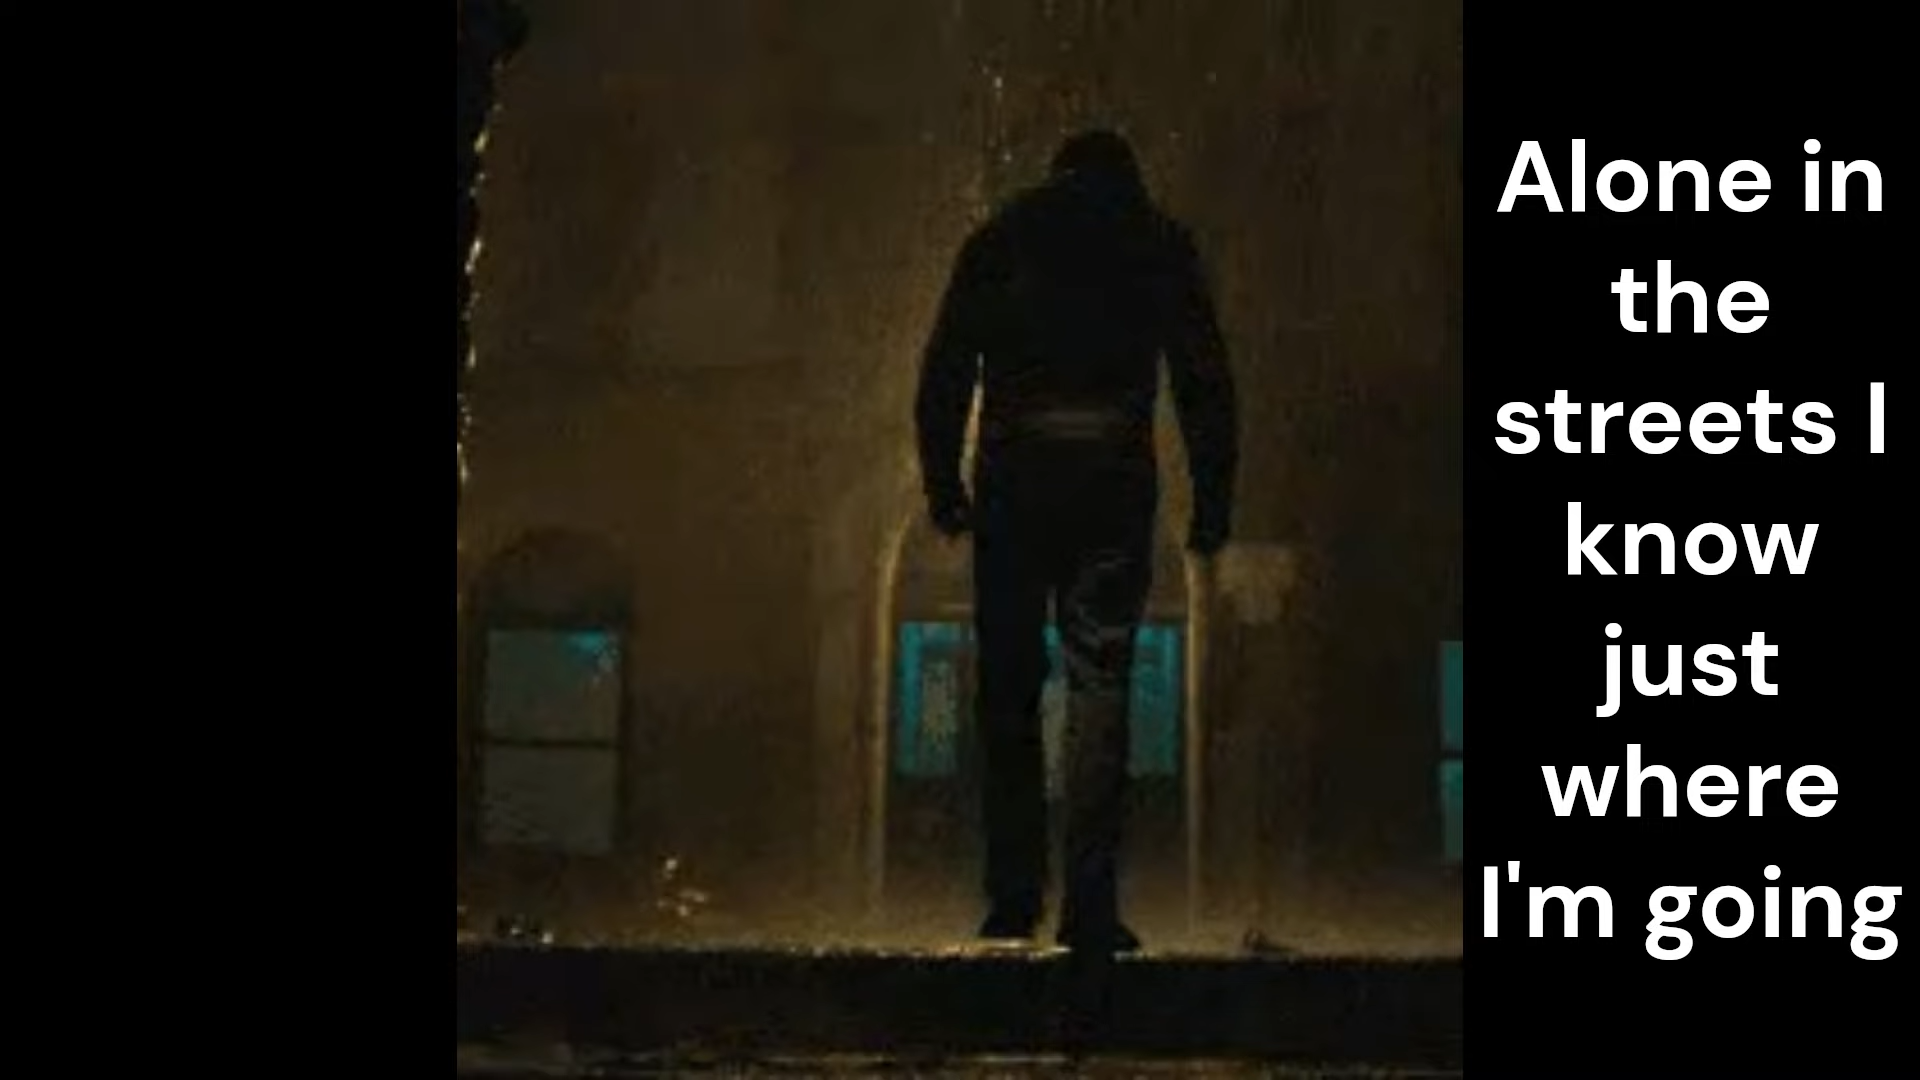 Alone in
the
streets I
know
just
where
I'm going